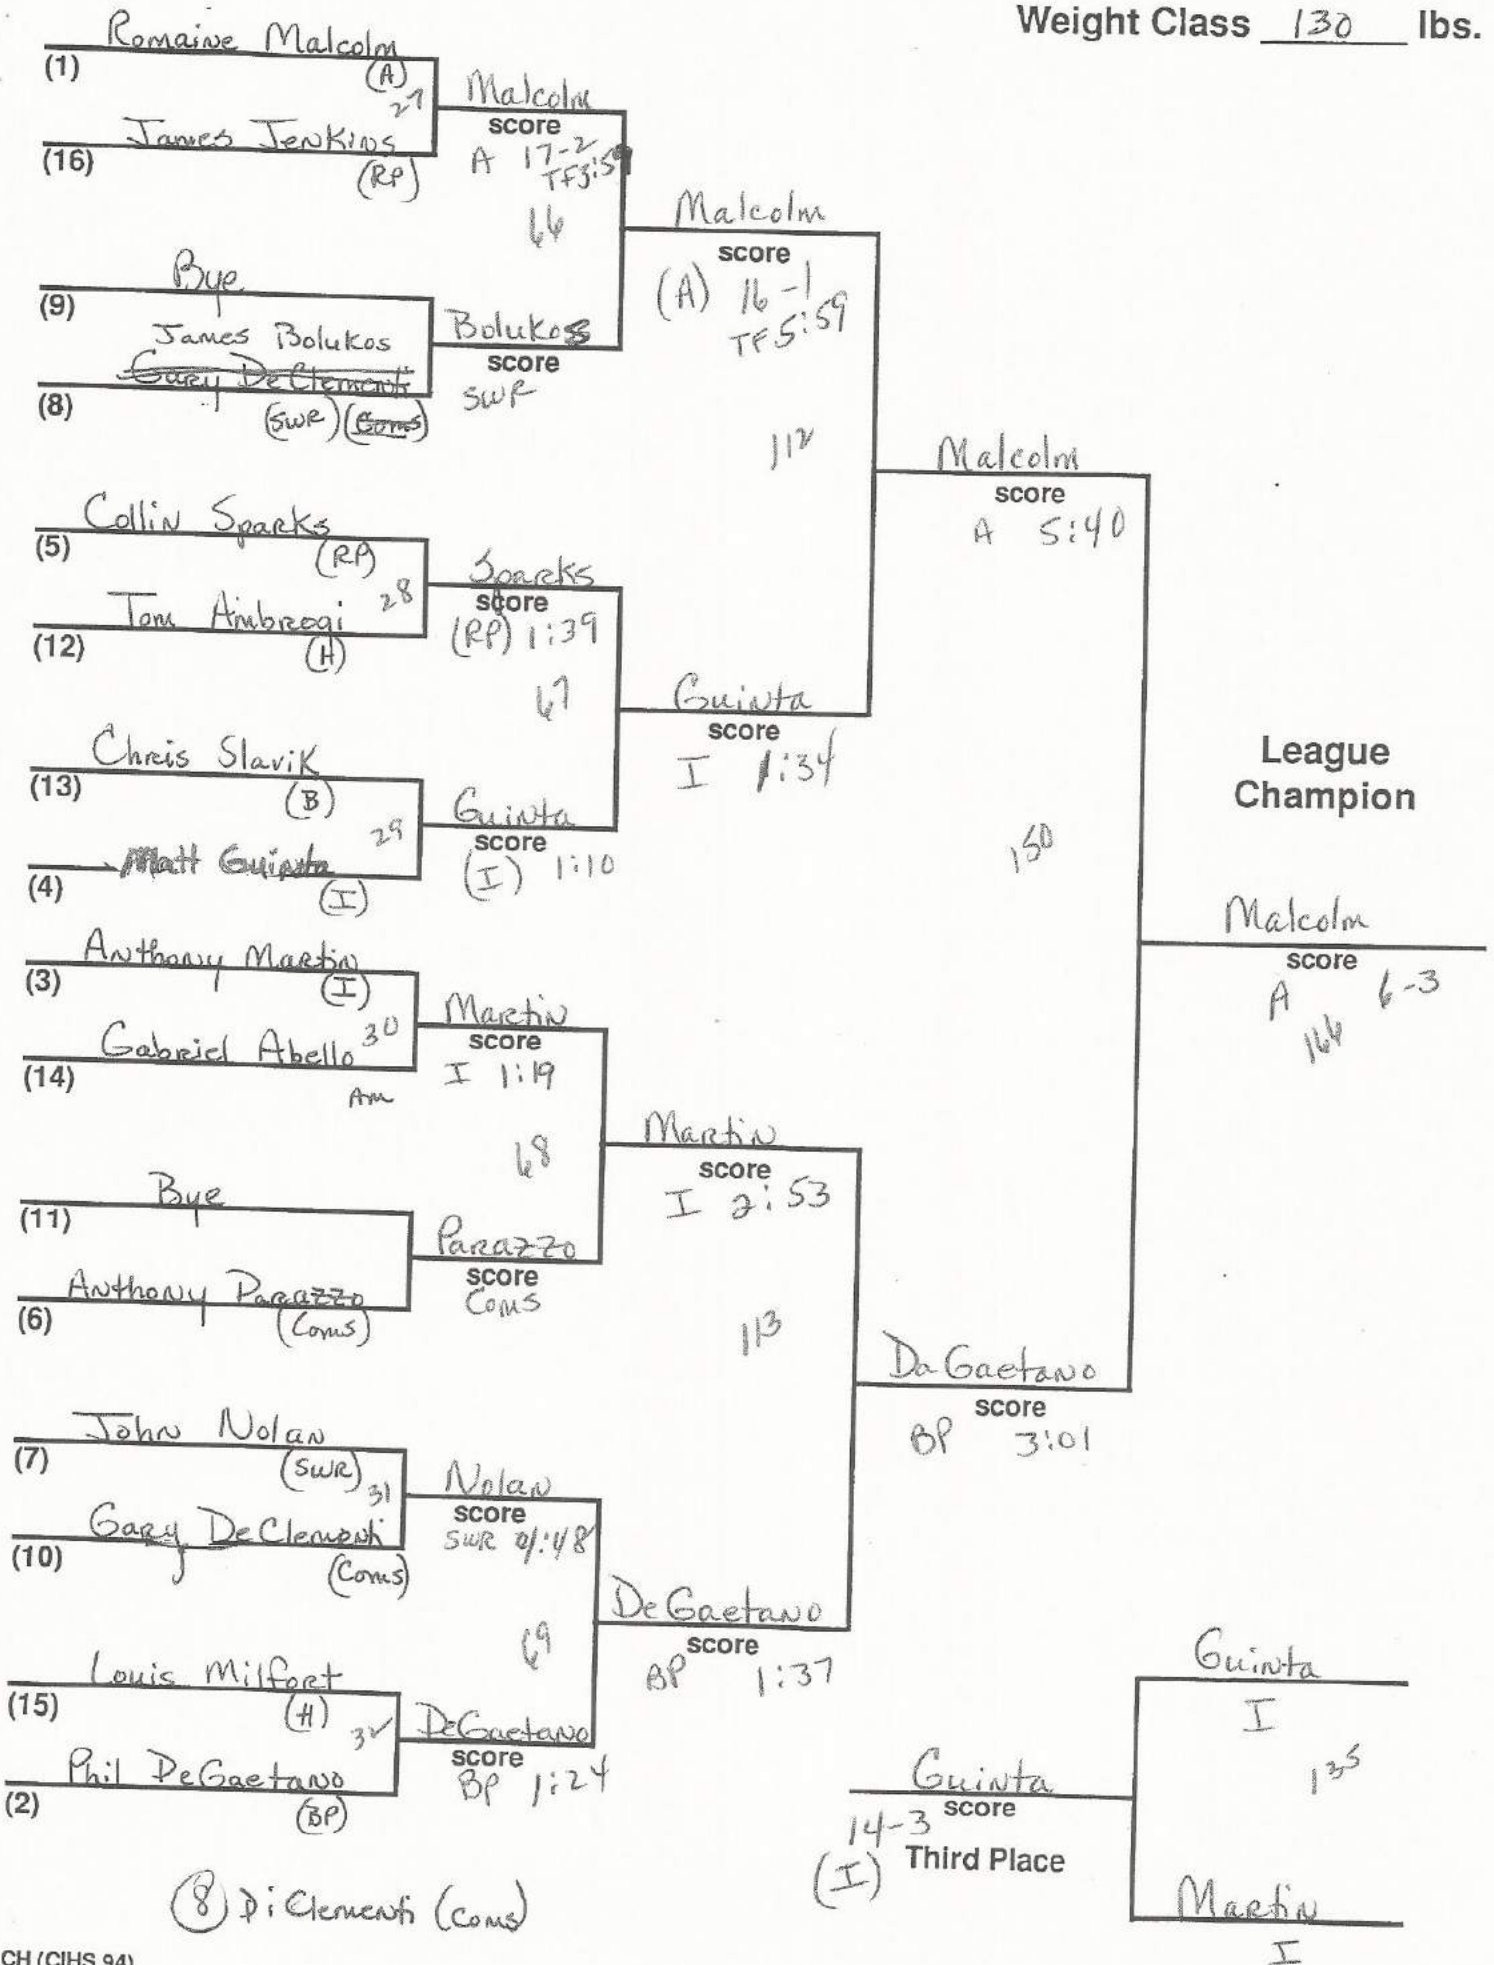 Weight Class 130 lbs.
Romaine Malcolm
(1)
(A)
27
James Jenkins
(16)
(RP)
Malcolm
score
A 17-2
TF3:59
66
Bye
(9)
James Bolukos
Gary DeClementi
(8)
(SWR) (Coms)
Bolukos
score
SWR
Malcolm
score
(A) 16-1
TF 5:59
112
Collin Sparks
(5)
(RP)
28
Tom Ambrogi
(12)
(H)
Sparks
score
(RP) 1:39
67
Chris Slavik
(13)
(B)
29
Matt Guinta
(4)
(I)
Guinta
score
(I) 1:10
Guinta
score
I 1:34
Malcolm
score
A 5:40
150
League
Champion
Malcolm
score
A 6-3
166
Anthony Martin
(3)
(I)
30
Gabriel Abello
(14)
Am
Martin
score
I 1:19
68
Bye
(11)
Anthony Parazzo
(6)
(Coms)
Parazzo
score
Coms
Martin
score
I 2:53
113
John Nolan
(7)
(SWR)
31
Gary DeClementi
(10)
(Coms)
Nolan
score
SWR :48
69
Louis Milfort
(15)
(H)
32
Phil DeGaetano
(2)
(BP)
DeGaetano
score
BP 1:24
DeGaetano
score
BP 1:37
DaGaetano
score
BP 3:01
Guinta
I
135
Guinta
score
14-3
(I)
Third Place
Martin
I
(8) DiClementi (Coms)
CH (CIHS 94)